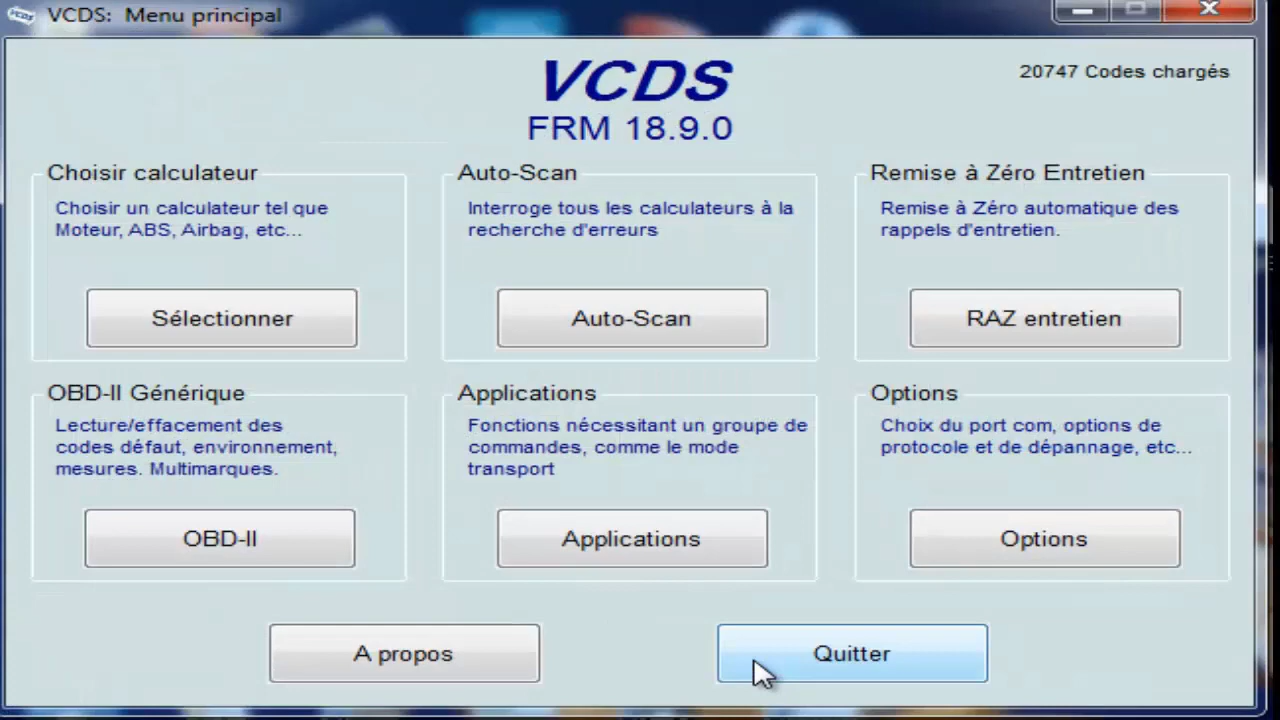 VCDS: Menu principal
VCDS
FRM 18.9.0
20747 Codes chargés
Choisir calculateur
Choisir un calculateur tel que
Moteur, ABS, Airbag, etc...
Sélectionner
Auto-Scan
Interroge tous les calculateurs à la
recherche d'erreurs
Auto-Scan
Remise à Zéro Entretien
Remise à Zéro automatique des
rappels d'entretien.
RAZ entretien
OBD-II Générique
Lecture/effacement des
codes défaut, environnement,
mesures. Multimarques.
OBD-II
Applications
Fonctions nécessitant un groupe de
commandes, comme le mode
transport
Applications
Options
Choix du port com, options de
protocole et de dépannage, etc...
Options
A propos
Quitter